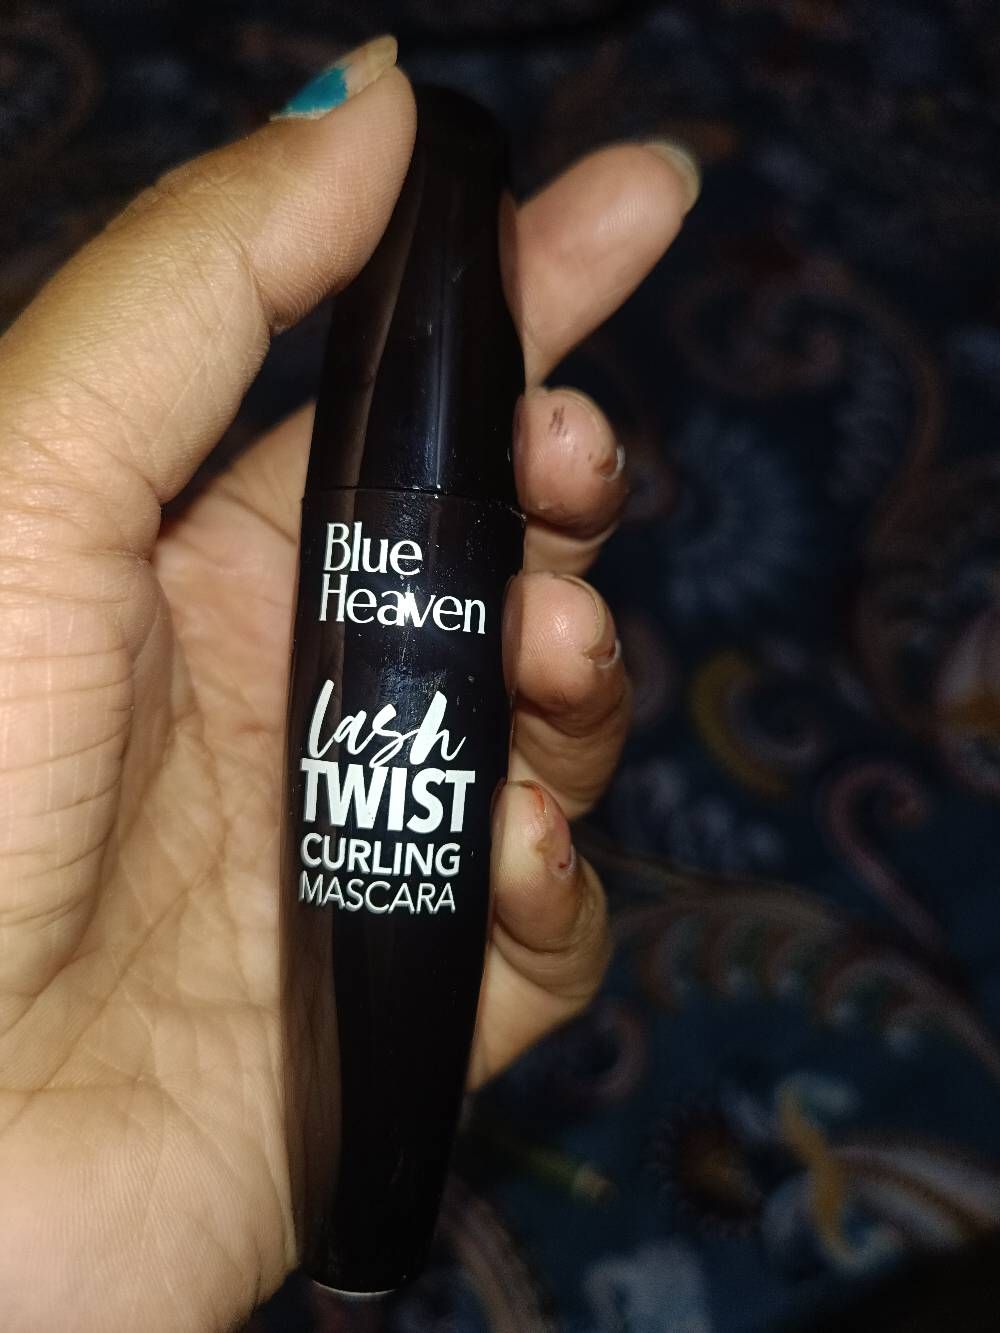 Blue
Heaven
lash
TWIST
CURLING
MASCARA